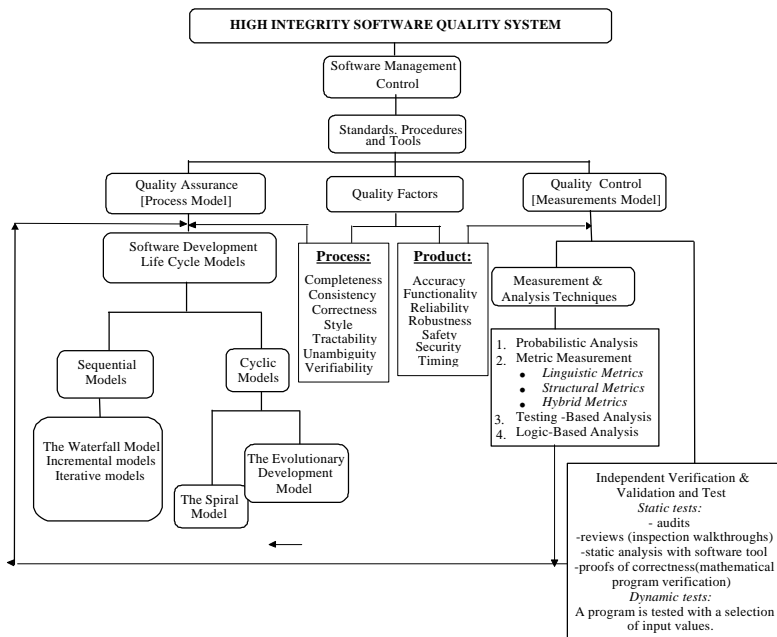 HIGH INTEGRITY SOFTWARE QUALITY SYSTEM
Software Management
Control
Standards. Procedures
and Tools
Quality Assurance
[Process Model]
Quality Factors
Quality Control
[Measurements Model]
Software Development
Life Cycle Models
Process:
Completeness
Consistency
Correctness
Style
Tractability
Unambiguity
Verifiability
Product:
Accuracy
Functionality
Reliability
Robustness
Safety
Security
Timing
Measurement &
Analysis Techniques
1. Probabilistic Analysis
2. Metric Measurement
• Linguistic Metrics
• Structural Metrics
• Hybrid Metrics
3. Testing -Based Analysis
4. Logic-Based Analysis
Sequential
Models
Cyclic
Models
The Waterfall Model
Incremental models
Iterative models
The Evolutionary
Development
Model
The Spiral
Model
Independent Verification &
Validation and Test
Static tests:
- audits
-reviews (inspection walkthroughs)
-static analysis with software tool
-proofs of correctness(mathematical
program verification)
Dynamic tests:
A program is tested with a selection
of input values.